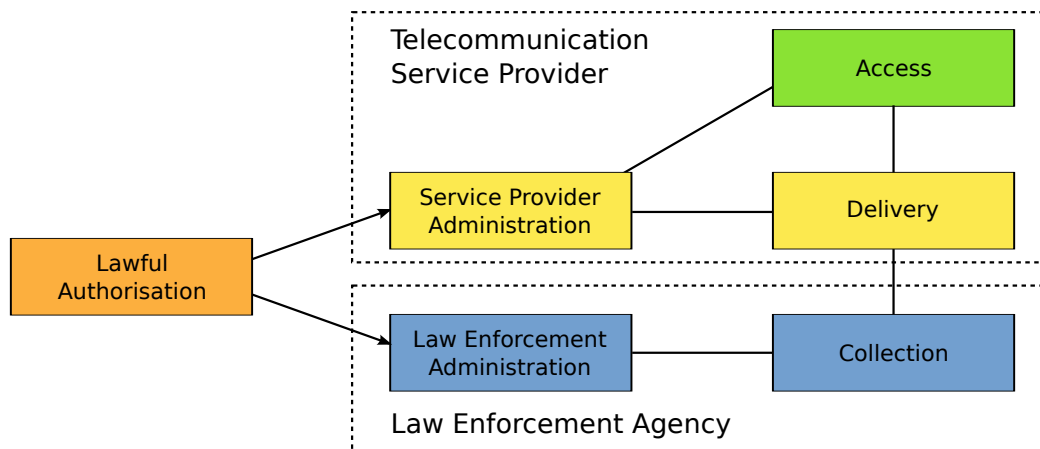 Telecommunication
Service Provider
Access
Service Provider
Administration
Delivery
Lawful
Authorisation
Law Enforcement
Administration
Collection
Law Enforcement Agency